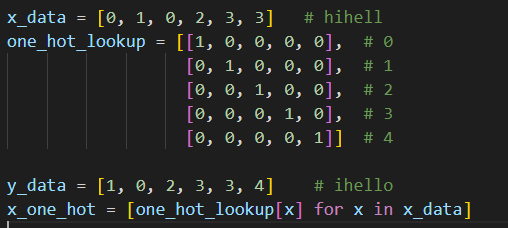 x_data = [0, 1, 0, 2, 3, 3]   # hihell
one_hot_lookup = [[1, 0, 0, 0, 0],  # 0
                  [0, 1, 0, 0, 0],  # 1
                  [0, 0, 1, 0, 0],  # 2
                  [0, 0, 0, 1, 0],  # 3
                  [0, 0, 0, 0, 1]]  # 4

y_data = [1, 0, 2, 3, 3, 4]    # ihello
x_one_hot = [one_hot_lookup[x] for x in x_data]